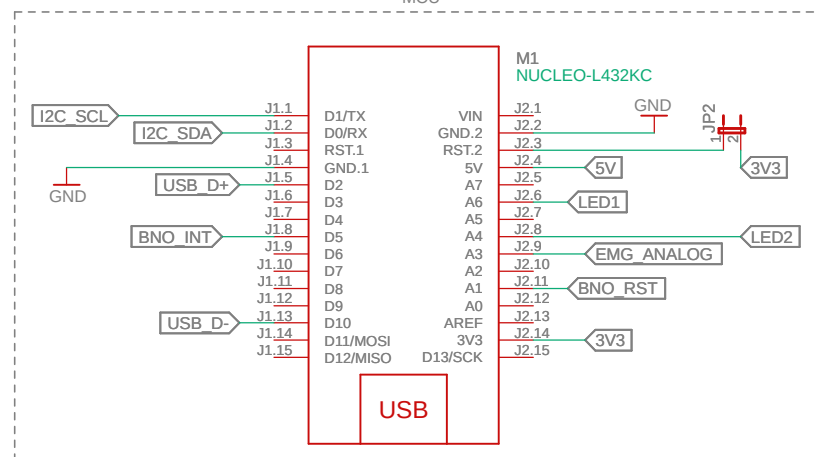 M1
NUCLEO-L432KC
I2C_SCL J1.1 D1/TX VIN J2.1 GND
I2C_SDA J1.2 D0/RX GND.2 J2.2
J1.3 RST.1 RST.2 J2.3 1 2 JP2
J1.4 GND.1 5V J2.4 5V 3V3
GND USB_D+ J1.5 D2 A7 J2.5
J1.6 D3 A6 J2.6 LED1
J1.7 D4 A5 J2.7
BNO_INT J1.8 D5 A4 J2.8 LED2
J1.9 D6 A3 J2.9 EMG_ANALOG
J1.10 D7 A2 J2.10
J1.11 D8 A1 J2.11 BNO_RST
J1.12 D9 A0 J2.12
USB_D- J1.13 D10 AREF J2.13
J1.14 D11/MOSI 3V3 J2.14 3V3
J1.15 D12/MISO D13/SCK J2.15
USB